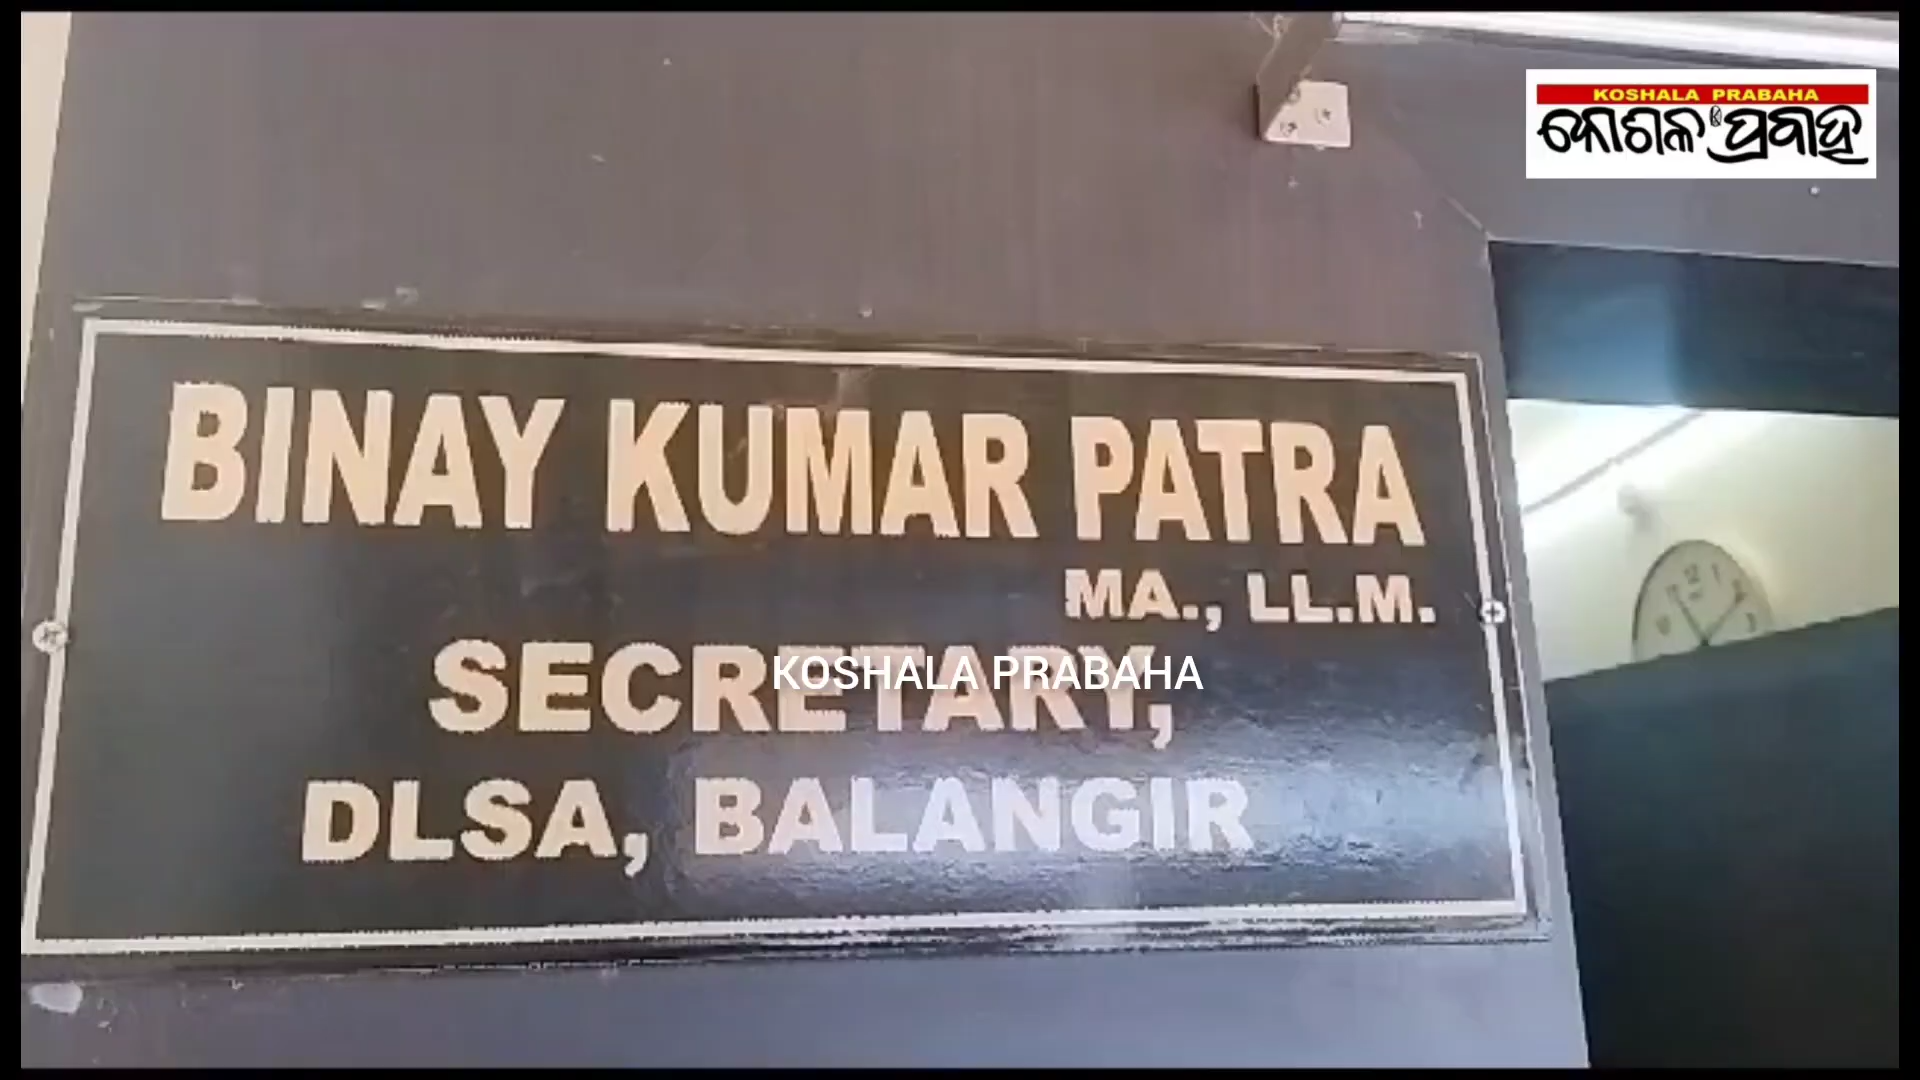 KOSHALA PRABAHA
କୋଶଳ ପ୍ରବାହ
BINAY KUMAR PATRA
MA., LL.M.
SECRETARY,
KOSHALA PRABAHA
DLSA, BALANGIR